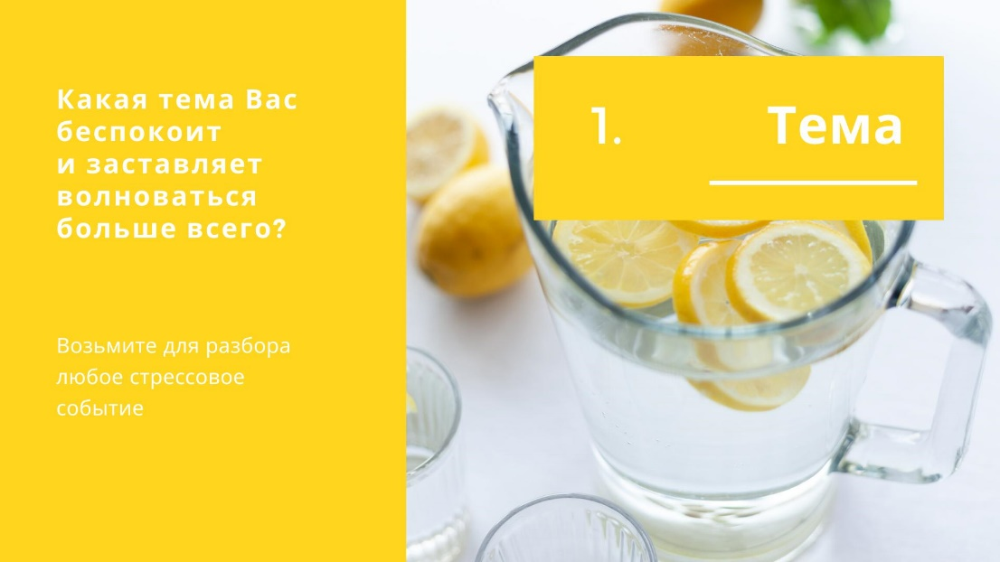 Какая тема Вас
беспокоит
и заставляет
волноваться
больше всего?
Возьмите для разбора
любое стрессовое
событие
1. Тема